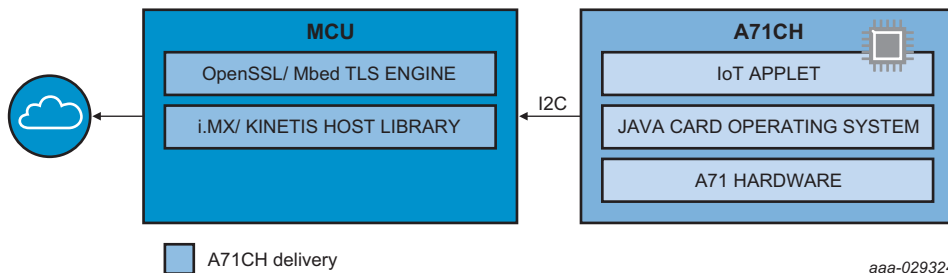 MCU
OpenSSL/ Mbed TLS ENGINE
i.MX/ KINETIS HOST LIBRARY
I2C
A71CH
IoT APPLET
JAVA CARD OPERATING SYSTEM
A71 HARDWARE
A71CH delivery
aaa-029324